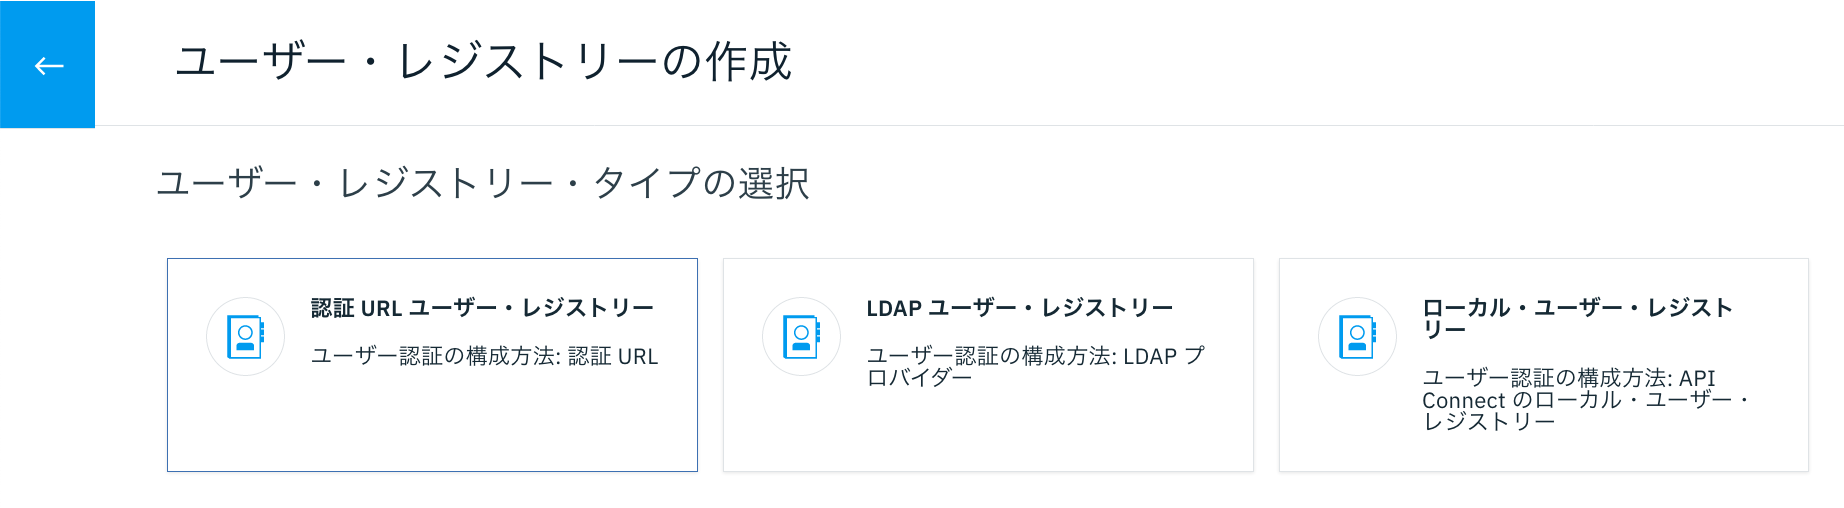 ユーザー・レジストリーの作成
ユーザー・レジストリー・タイプの選択
認証 URL ユーザー・レジストリー
ユーザー認証の構成方法: 認証 URL
LDAP ユーザー・レジストリー
ユーザー認証の構成方法: LDAP プ
ロバイダー
ローカル・ユーザー・レジスト
リー
ユーザー認証の構成方法: API
Connect のローカル・ユーザー・
レジストリー